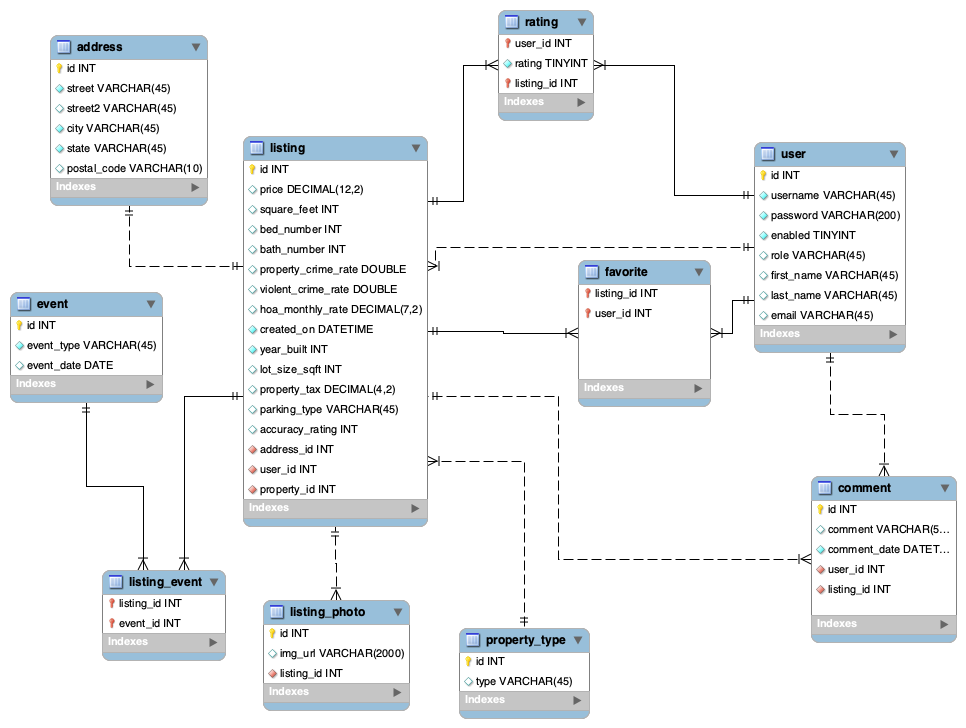 address
id INT
street VARCHAR(45)
street2 VARCHAR(45)
city VARCHAR(45)
state VARCHAR(45)
postal_code VARCHAR(10)
Indexes
rating
user_id INT
rating TINYINT
listing_id INT
Indexes
listing
id INT
price DECIMAL(12,2)
square_feet INT
bed_number INT
bath_number INT
property_crime_rate DOUBLE
violent_crime_rate DOUBLE
hoa_monthly_rate DECIMAL(7,2)
created_on DATETIME
year_built INT
lot_size_sqft INT
property_tax DECIMAL(4,2)
parking_type VARCHAR(45)
accuracy_rating INT
address_id INT
user_id INT
property_id INT
Indexes
user
id INT
username VARCHAR(45)
password VARCHAR(200)
enabled TINYINT
role VARCHAR(45)
first_name VARCHAR(45)
last_name VARCHAR(45)
email VARCHAR(45)
Indexes
event
id INT
event_type VARCHAR(45)
event_date DATE
Indexes
favorite
listing_id INT
user_id INT
Indexes
comment
id INT
comment VARCHAR(5...
comment_date DATET...
user_id INT
listing_id INT
Indexes
listing_event
listing_id INT
event_id INT
Indexes
listing_photo
id INT
img_url VARCHAR(2000)
listing_id INT
Indexes
property_type
id INT
type VARCHAR(45)
Indexes